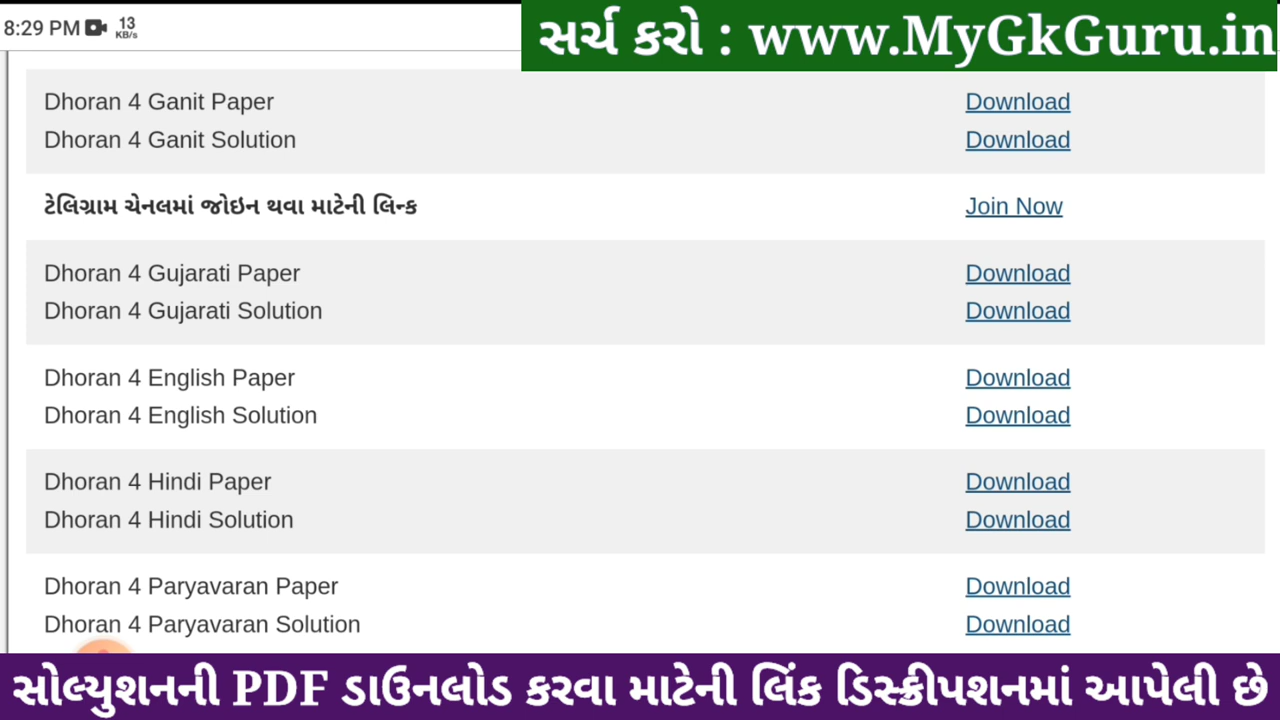 8:29 PM 13 KB/s
સર્ચ કરો : www.MyGkGuru.in
Dhoran 4 Ganit Paper Download
Dhoran 4 Ganit Solution Download
ટેલિગ્રામ ચેનલમાં જોઇન થવા માટેની લિન્ક Join Now
Dhoran 4 Gujarati Paper Download
Dhoran 4 Gujarati Solution Download
Dhoran 4 English Paper Download
Dhoran 4 English Solution Download
Dhoran 4 Hindi Paper Download
Dhoran 4 Hindi Solution Download
Dhoran 4 Paryavaran Paper Download
Dhoran 4 Paryavaran Solution Download
સોલ્યુશનની PDF ડાઉનલોડ કરવા માટેની લિંક ડિસ્ક્રીપશનમાં આપેલી છે